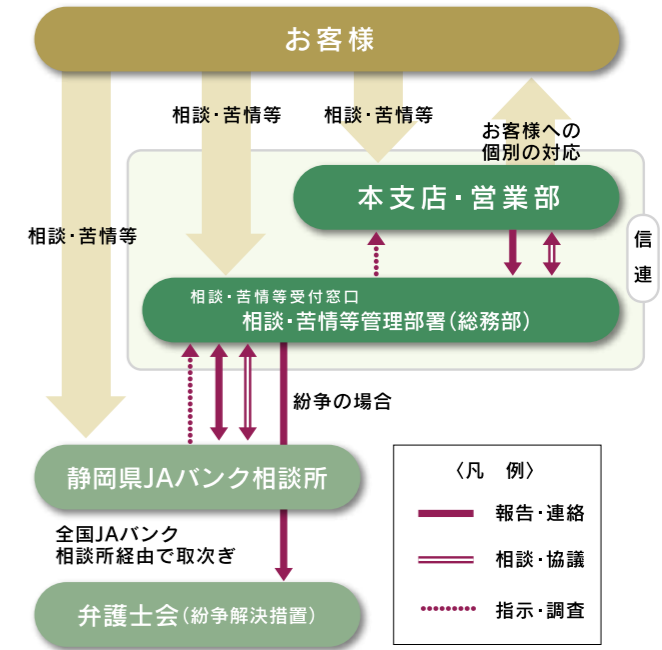 お客様
相談・苦情等
相談・苦情等
お客様への
個別の対応
相談・苦情等
本支店・営業部
信連
相談・苦情等受付窓口
相談・苦情等管理部署(総務部)
紛争の場合
静岡県JAバンク相談所
全国JAバンク
相談所経由で取次ぎ
弁護士会(紛争解決措置)
〈凡　例〉
報告・連絡
相談・協議
指示・調査